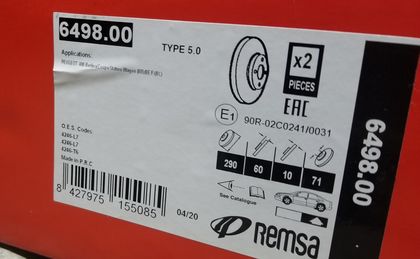 6498.00
TYPE 5.0
x2
PIECES
Applications:
EAC
E1
90R-02C0241/0031
O.E.S. Codes
4246-L7
4246-L7
4246-T6
Made in P.R.C
290 60 10 71
See Catalogue
8 427975 155085
04/20
REMSA
6498.00